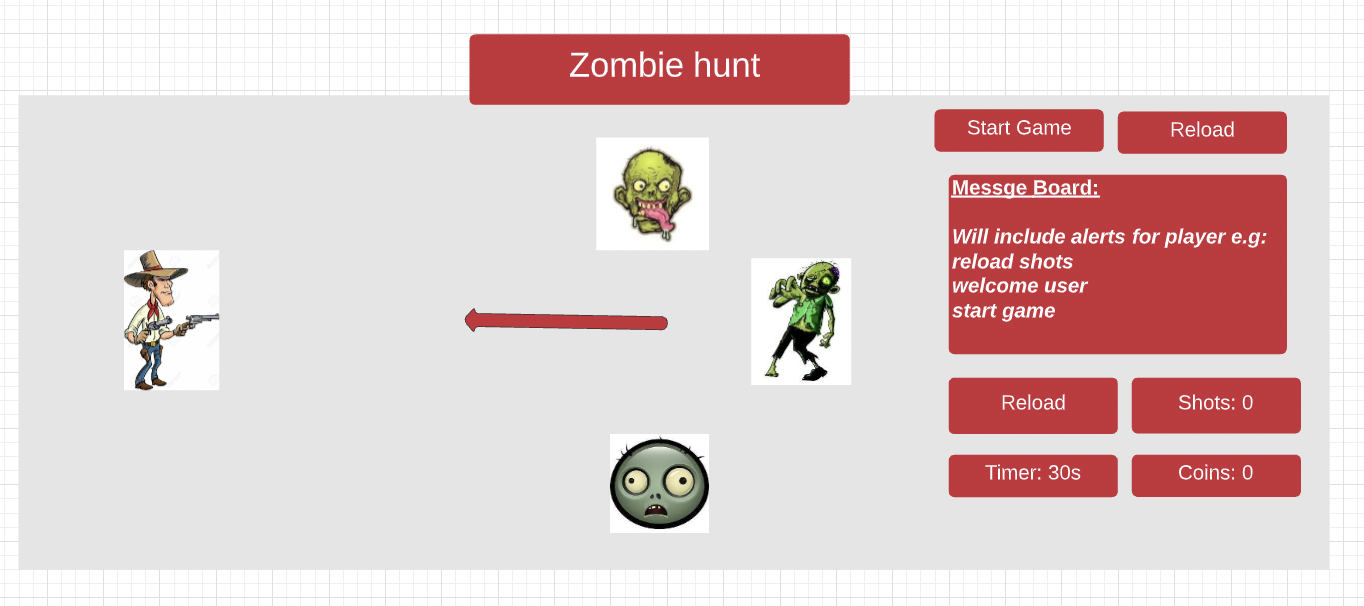 Zombie hunt
Start Game
Reload
Messge Board:
Will include alerts for player e.g:
reload shots
welcome user
start game
Reload
Shots: 0
Timer: 30s
Coins: 0